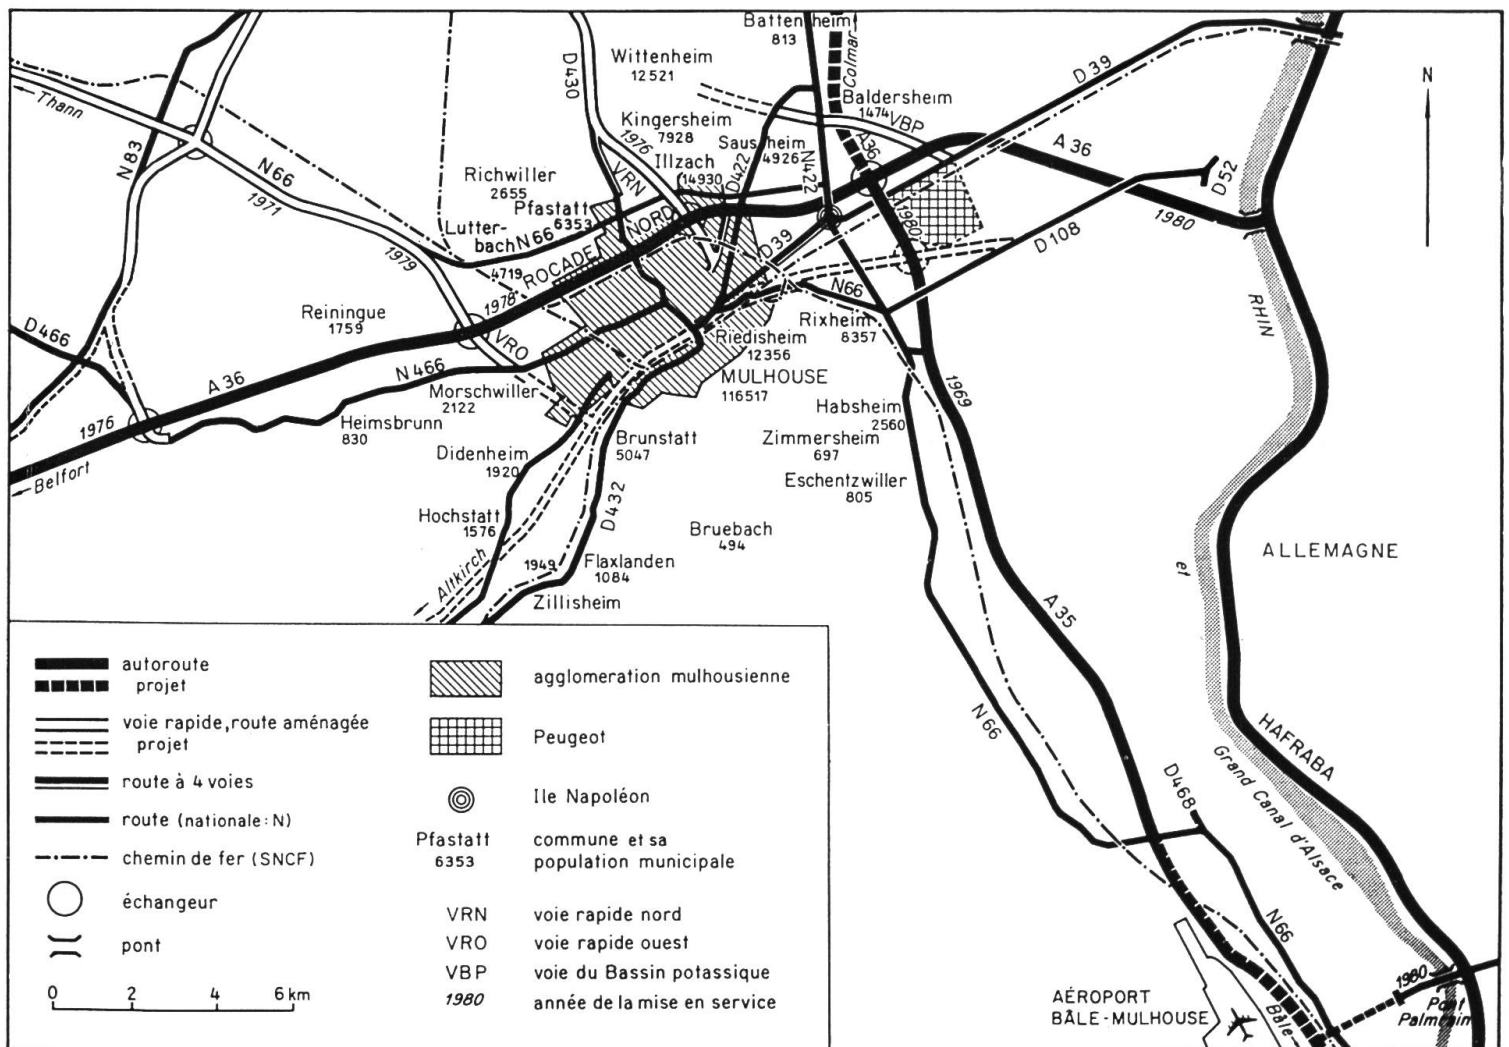 Battenheim
813
Colmar
Wittenheim
12521
D430
D39
N
Thann
Baldersheim
1474
VBP
Kingersheim
7928
1976
Sausheim
4926
N83
N66
1971
A36
A36
D52
Illzach
14930
D422
N422
Richwiller
2655
VRN
Pfastatt
6353
NORD
1980
1980
Lutter-
bach
4719
N66
ROCADE
D39
D108
1979
1978
Reiningue
1759
N66
Rixheim
8357
RHIN
D466
VRO
Riedisheim
12356
A36
N466
MULHOUSE
116517
1969
Morschwiller
2122
Habsheim
2560
1976
Heimsbrunn
830
Didenheim
1920
Brunstatt
5047
Zimmersheim
697
Belfort
Eschentzwiller
805
D432
Hochstatt
1576
Bruebach
494
ALLEMAGNE
et
Altkirch
1949
Flaxlanden
1084
Zillisheim
A35
N66
HAFRABA
Grand Canal d'Alsace
D468
N66
1980
Pont
Palmrain
AÉROPORT
BÂLE-MULHOUSE
Bâle
autoroute
projet
voie rapide, route aménagée
projet
route à 4 voies
route (nationale: N)
chemin de fer (SNCF)
échangeur
pont
0 2 4 6 km
agglomeration mulhousienne
Peugeot
Ile Napoléon
Pfastatt
6353
commune et sa
population municipale
VRN voie rapide nord
VRO voie rapide ouest
VBP voie du Bassin potassique
1980 année de la mise en service